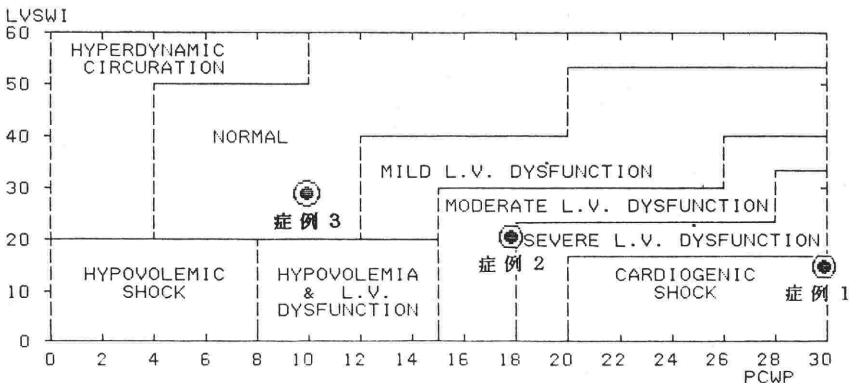 LVSWI
60
50
40
30
20
10
0
HYPERDYNAMIC
CIRCURATION
NORMAL
MILD L.V. DYSFUNCTION
MODERATE L.V. DYSFUNCTION
症例 3
SEVERE L.V. DYSFUNCTION
症例 2
HYPOVOLEMIC
SHOCK
HYPOVOLEMIA
& L.V.
DYSFUNCTION
CARDIOGENIC
SHOCK
症例 1
0 2 4 6 8 10 12 14 16 18 20 22 24 26 28 30
PCWP